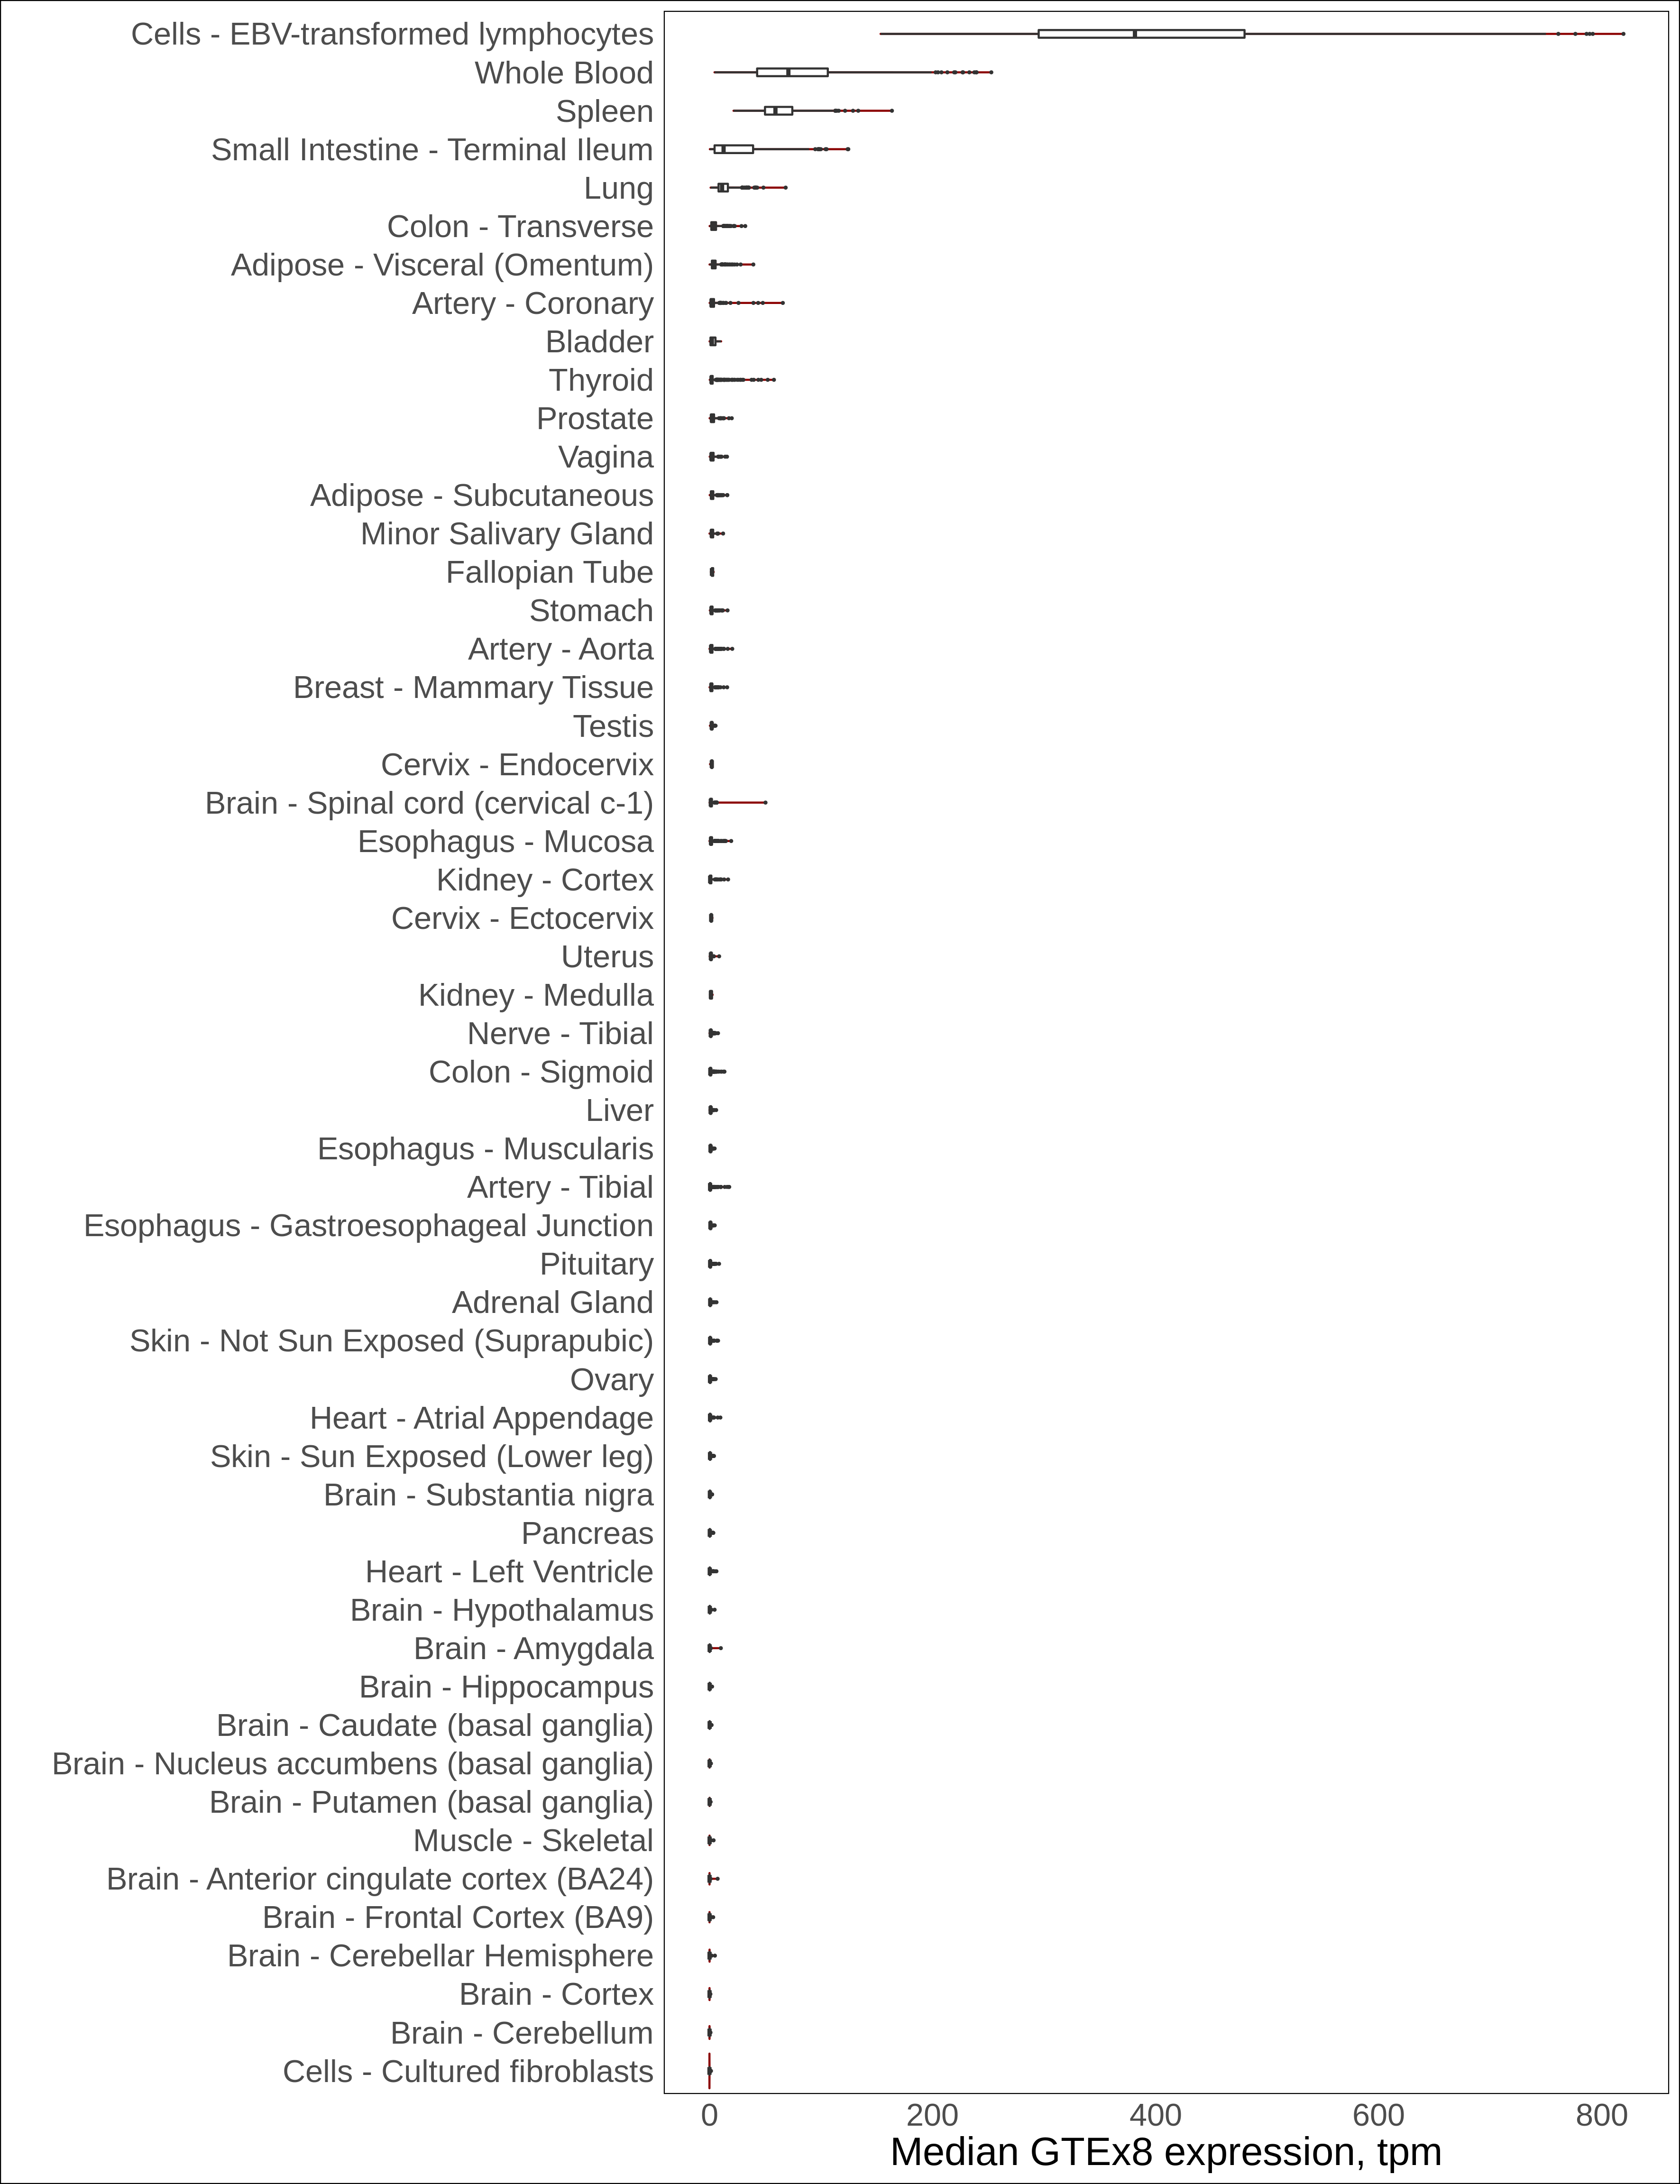 Cells - EBV-transformed lymphocytes
Whole Blood
Spleen
Small Intestine - Terminal Ileum
Lung
Colon - Transverse
Adipose - Visceral (Omentum)
Artery - Coronary
Bladder
Thyroid
Prostate
Vagina
Adipose - Subcutaneous
Minor Salivary Gland
Fallopian Tube
Stomach
Artery - Aorta
Breast - Mammary Tissue
Testis
Cervix - Endocervix
Brain - Spinal cord (cervical c-1)
Esophagus - Mucosa
Kidney - Cortex
Cervix - Ectocervix
Uterus
Kidney - Medulla
Nerve - Tibial
Colon - Sigmoid
Liver
Esophagus - Muscularis
Artery - Tibial
Esophagus - Gastroesophageal Junction
Pituitary
Adrenal Gland
Skin - Not Sun Exposed (Suprapubic)
Ovary
Heart - Atrial Appendage
Skin - Sun Exposed (Lower leg)
Brain - Substantia nigra
Pancreas
Heart - Left Ventricle
Brain - Hypothalamus
Brain - Amygdala
Brain - Hippocampus
Brain - Caudate (basal ganglia)
Brain - Nucleus accumbens (basal ganglia)
Brain - Putamen (basal ganglia)
Muscle - Skeletal
Brain - Anterior cingulate cortex (BA24)
Brain - Frontal Cortex (BA9)
Brain - Cerebellar Hemisphere
Brain - Cortex
Brain - Cerebellum
Cells - Cultured fibroblasts
0 200 400 600 800
Median GTEx8 expression, tpm